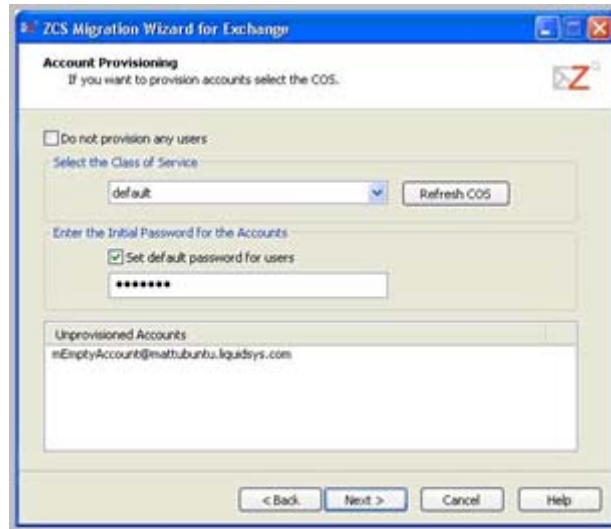 ZCS Migration Wizard for Exchange
Account Provisioning
If you want to provision accounts select the COS.
Z
Do not provision any users
Select the Class of Service
default
Refresh COS
Enter the Initial Password for the Accounts
Set default password for users
•••••••
Unprovisioned Accounts
mEmptyAccount@mattubuntu.liquidsys.com
< Back Next > Cancel Help